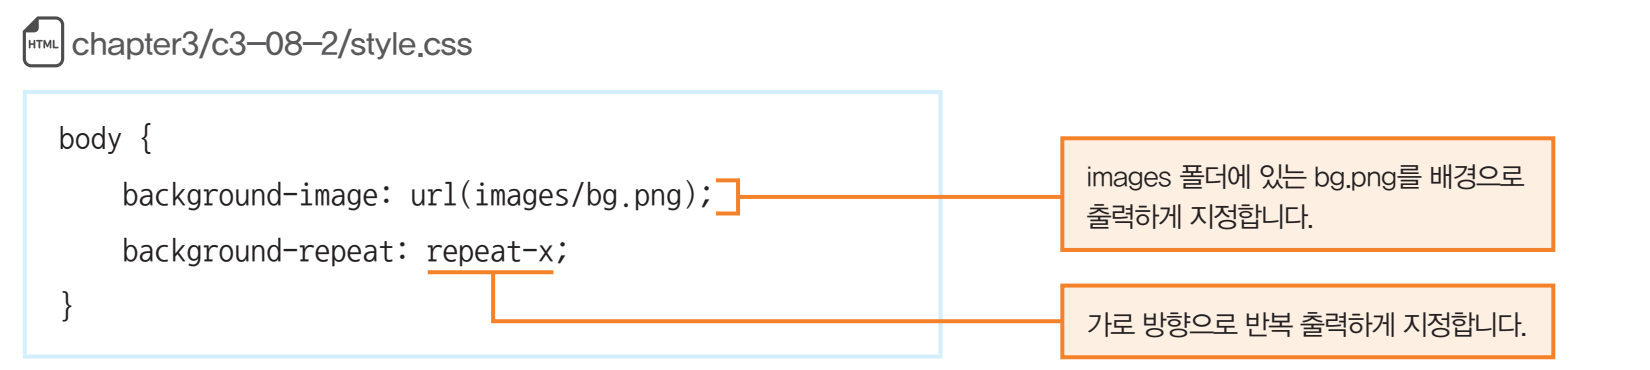 HTML chapter3/c3-08-2/style.css
body {
background-image: url(images/bg.png);
background-repeat: repeat-x;
}
images 폴더에 있는 bg.png를 배경으로
출력하게 지정합니다.
가로 방향으로 반복 출력하게 지정합니다.